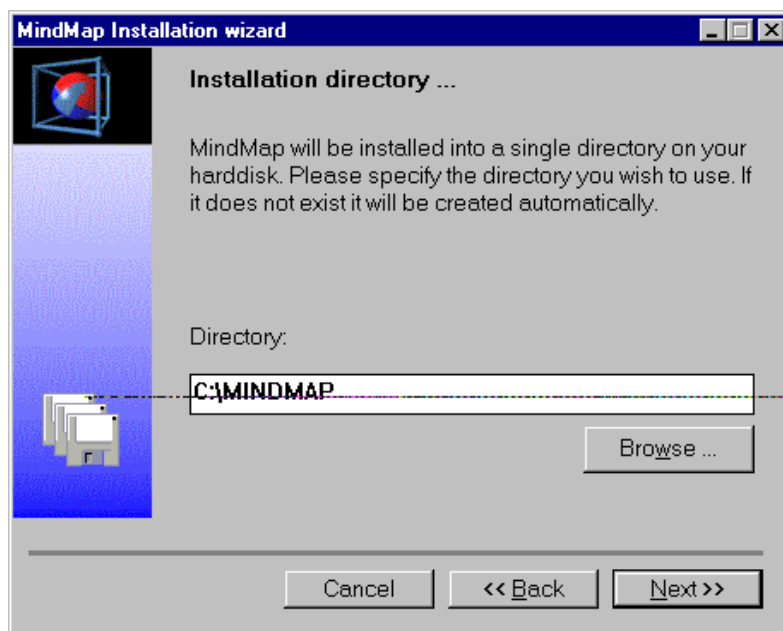 MindMap Installation wizard
Installation directory ...
MindMap will be installed into a single directory on your
harddisk. Please specify the directory you wish to use. If
it does not exist it will be created automatically.
Directory:
C:\MINDMAP
Browse ...
Cancel
<< Back
Next >>